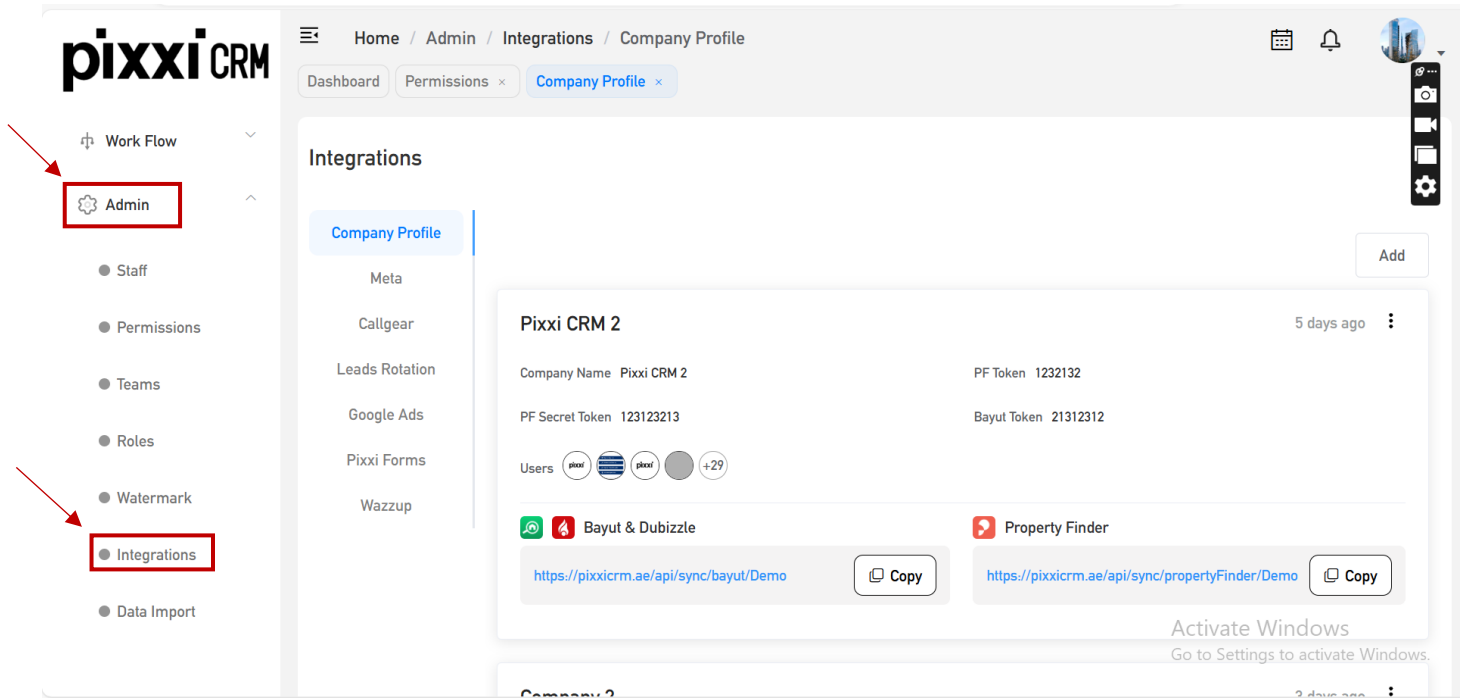 pixxi CRM
Home / Admin / Integrations / Company Profile
Dashboard
Permissions ×
Company Profile ×
Work Flow
Admin
Staff
Permissions
Teams
Roles
Watermark
Integrations
Data Import
Integrations
Company Profile
Meta
Callgear
Leads Rotation
Google Ads
Pixxi Forms
Wazzup
Add
Pixxi CRM 2
5 days ago
Company Name Pixxi CRM 2
PF Token 1232132
PF Secret Token 123123213
Bayut Token 21312312
Users pixxi pixxi +29
Bayut & Dubizzle
https://pixxicrm.ae/api/sync/bayut/Demo
Copy
Property Finder
https://pixxicrm.ae/api/sync/propertyFinder/Demo
Copy
Activate Windows
Go to Settings to activate Windows.
Company 2
3 days ago